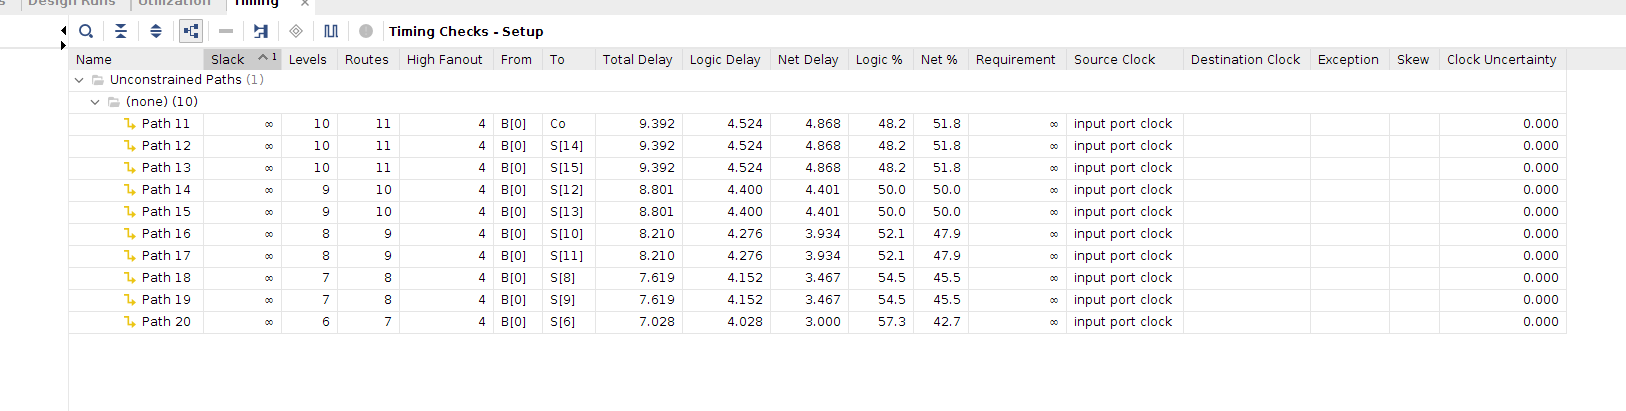 Design Runs Utilization Timing ×
Timing Checks - Setup
Name Slack 1 Levels Routes High Fanout From To Total Delay Logic Delay Net Delay Logic % Net % Requirement Source Clock Destination Clock Exception Skew Clock Uncertainty
Unconstrained Paths (1)
(none) (10)
Path 11 ∞ 10 11 4 B[0] Co 9.392 4.524 4.868 48.2 51.8 ∞ input port clock 0.000
Path 12 ∞ 10 11 4 B[0] S[14] 9.392 4.524 4.868 48.2 51.8 ∞ input port clock 0.000
Path 13 ∞ 10 11 4 B[0] S[15] 9.392 4.524 4.868 48.2 51.8 ∞ input port clock 0.000
Path 14 ∞ 9 10 4 B[0] S[12] 8.801 4.400 4.401 50.0 50.0 ∞ input port clock 0.000
Path 15 ∞ 9 10 4 B[0] S[13] 8.801 4.400 4.401 50.0 50.0 ∞ input port clock 0.000
Path 16 ∞ 8 9 4 B[0] S[10] 8.210 4.276 3.934 52.1 47.9 ∞ input port clock 0.000
Path 17 ∞ 8 9 4 B[0] S[11] 8.210 4.276 3.934 52.1 47.9 ∞ input port clock 0.000
Path 18 ∞ 7 8 4 B[0] S[8] 7.619 4.152 3.467 54.5 45.5 ∞ input port clock 0.000
Path 19 ∞ 7 8 4 B[0] S[9] 7.619 4.152 3.467 54.5 45.5 ∞ input port clock 0.000
Path 20 ∞ 6 7 4 B[0] S[6] 7.028 4.028 3.000 57.3 42.7 ∞ input port clock 0.000